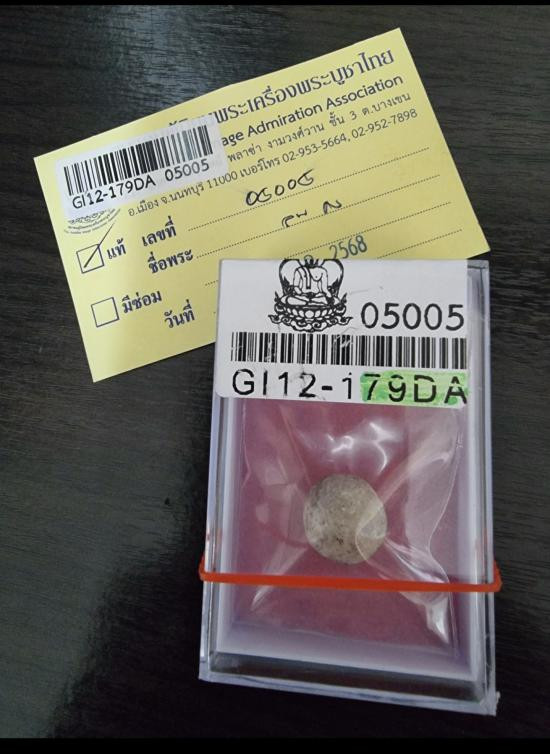 พระเครื่องพระบูชาไทย
age Admiration Association
พลาซ่า งามวงศ์วาน ชั้น 3 ต.บางเขน
อ.เมือง จ.นนทบุรี 11000 เบอร์โทร 02-953-5664, 02-952-7898
GI12-179DA 05005
แท้ เลขที่ 05005
ชื่อพระ
มีซ่อม
วันที่ 2568
05005
GI12-179DA